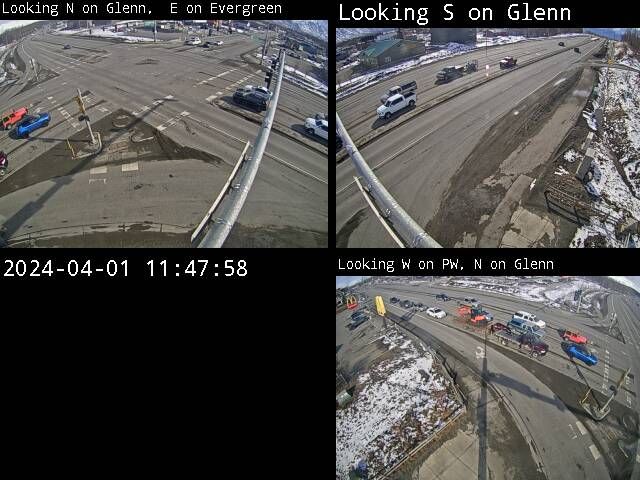 Looking N on Glenn,  E on Evergreen
Looking S on Glenn
2024-04-01 11:47:58
Looking W on PW, N on Glenn